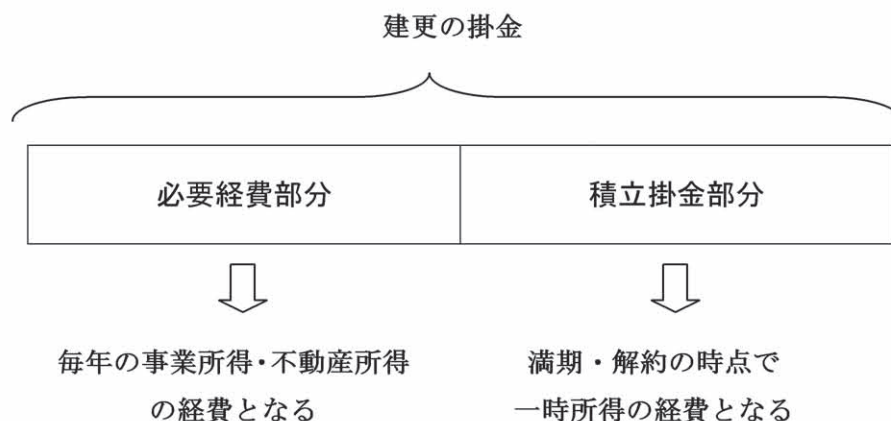 建更の掛金
必要経費部分
積立掛金部分
毎年の事業所得・不動産所得
の経費となる
満期・解約の時点で
一時所得の経費となる